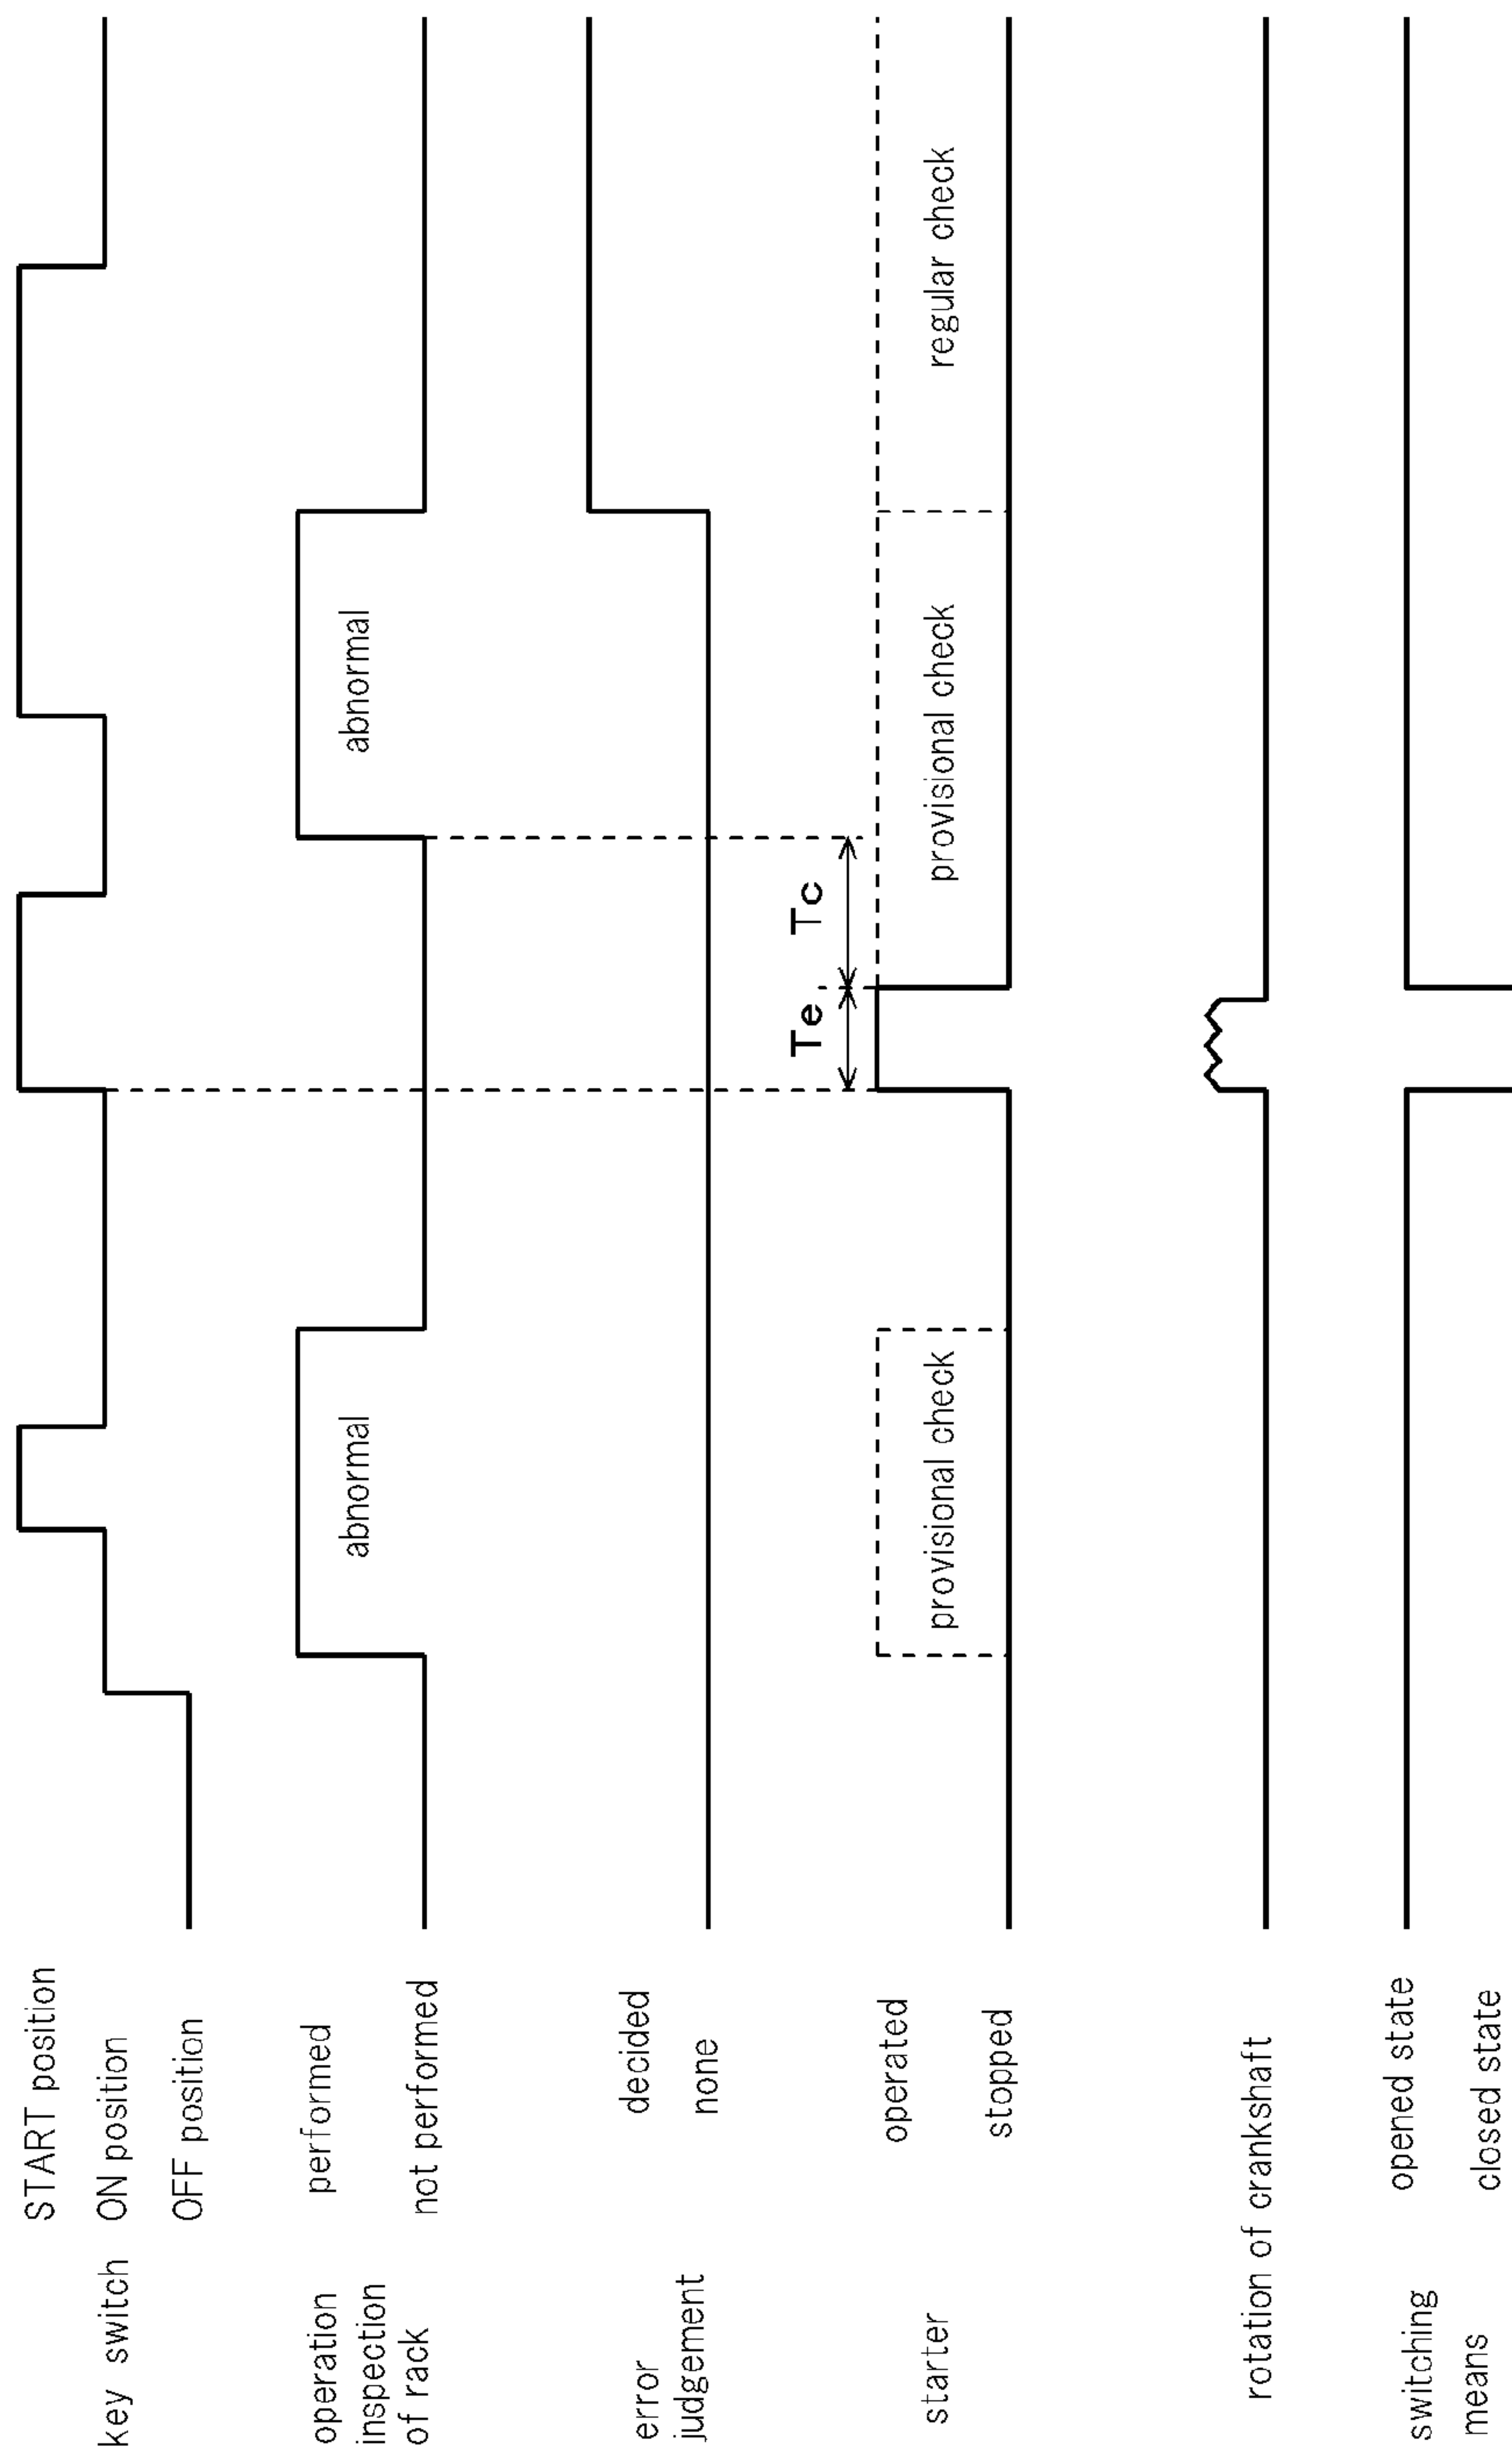 key switch
START position
ON position
OFF position
operation
inspection
of rack
performed
not performed
abnormal
abnormal
error
judgement
decided
none
Te
Tc
starter
operated
stopped
provisional check
provisional check
regular check
rotation of crankshaft
switching
means
opened state
closed state